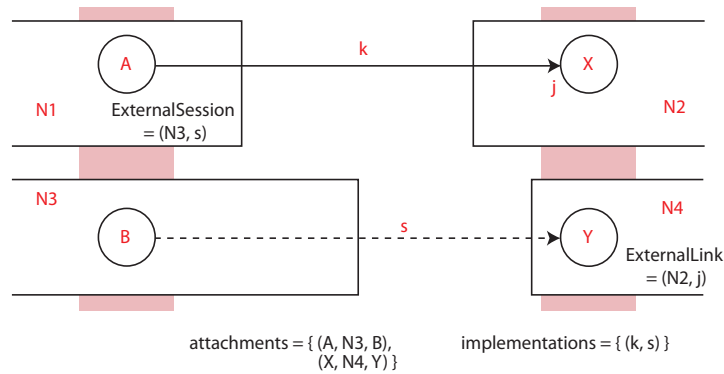 A
k
X
j
N1
ExternalSession
= (N3, s)
N2
N3
N4
B
s
Y
ExternalLink
= (N2, j)
attachments = { (A, N3, B),
(X, N4, Y) }
implementations = { (k, s) }